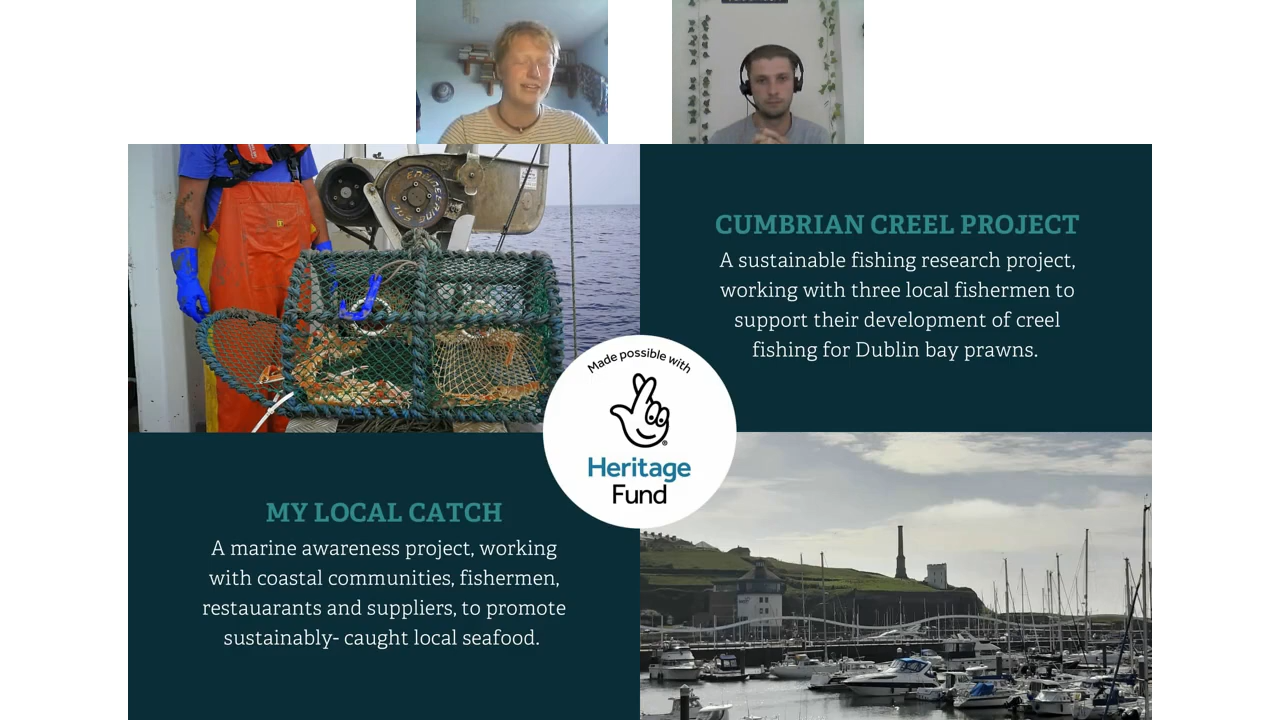 CUMBRIAN CREEL PROJECT
A sustainable fishing research project,
working with three local fishermen to
support their development of creel
fishing for Dublin bay prawns.
Made possible with
Heritage
Fund
MY LOCAL CATCH
A marine awareness project, working
with coastal communities, fishermen,
restauarants and suppliers, to promote
sustainably- caught local seafood.